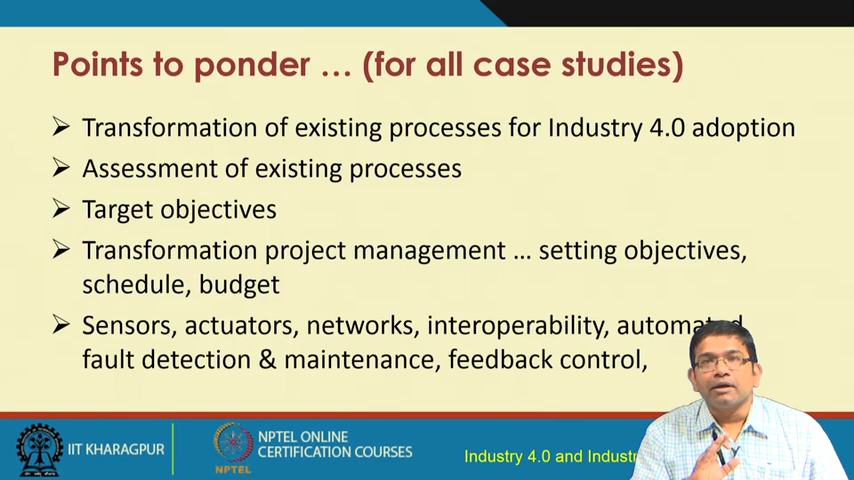 Points to ponder ... (for all case studies)
➢ Transformation of existing processes for Industry 4.0 adoption
➢ Assessment of existing processes
➢ Target objectives
➢ Transformation project management ... setting objectives,
schedule, budget
➢ Sensors, actuators, networks, interoperability, automated
fault detection & maintenance, feedback control,
IIT KHARAGPUR
NPTEL
NPTEL ONLINE
CERTIFICATION COURSES
Industry 4.0 and